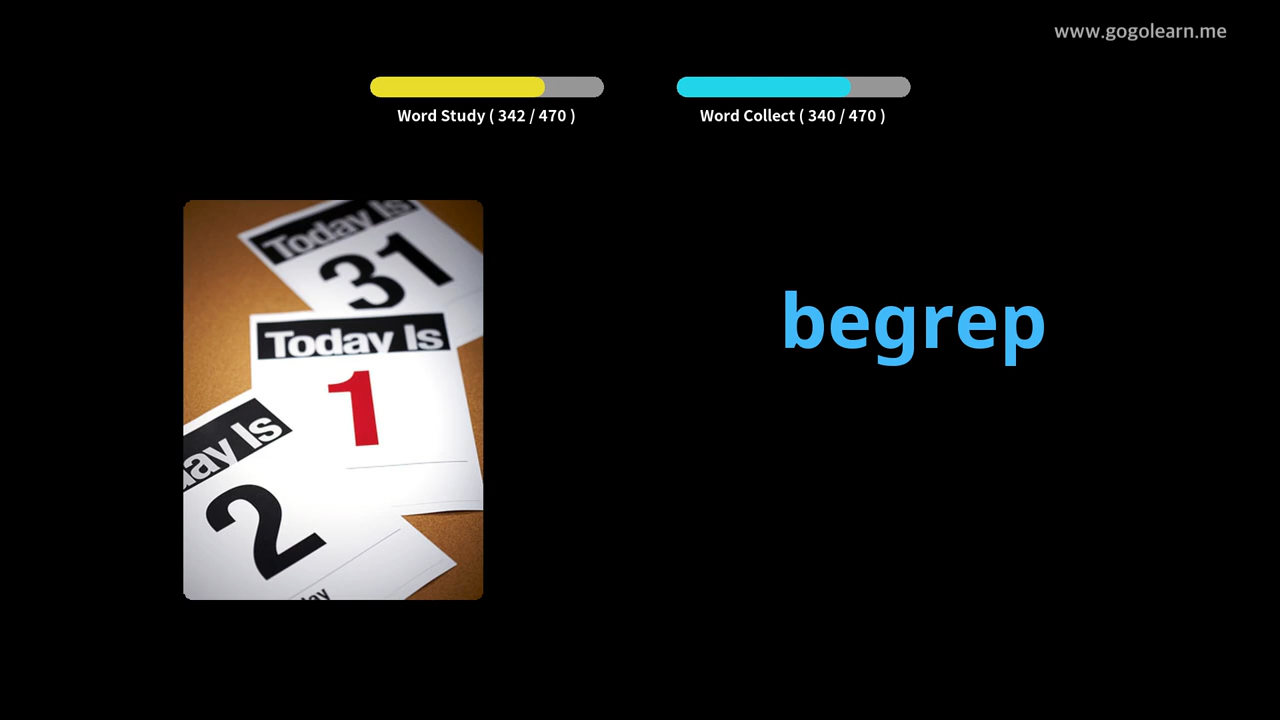 www.gogolearn.me
Word Study ( 342 / 470 )
Word Collect ( 340 / 470 )
Today Is
31
Today Is
1
begrep
ay Is
2